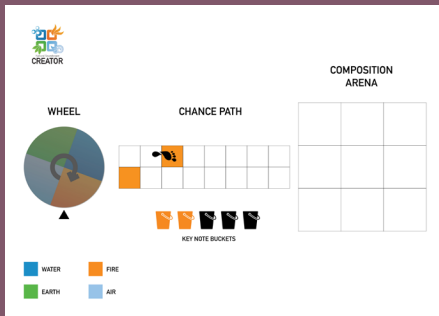 CREATOR
COMPOSITION
ARENA
WHEEL
CHANCE PATH
KEY NOTE BUCKETS
WATER
FIRE
EARTH
AIR